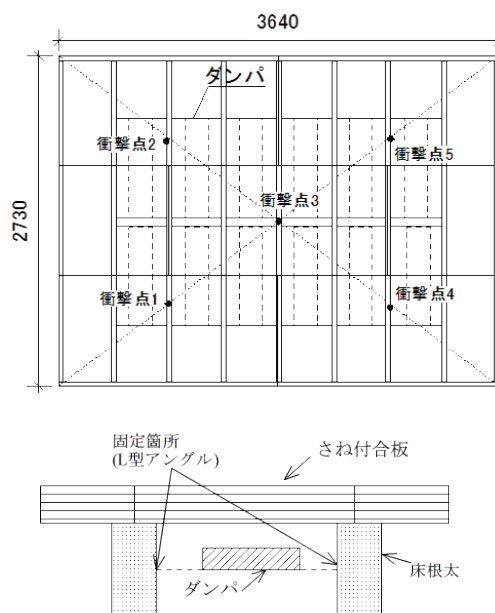 3640
ダンパ
衝撃点2
衝撃点5
衝撃点3
2730
衝撃点1
衝撃点4
固定箇所
(L型アングル)
さね付合板
ダンパ
床根太